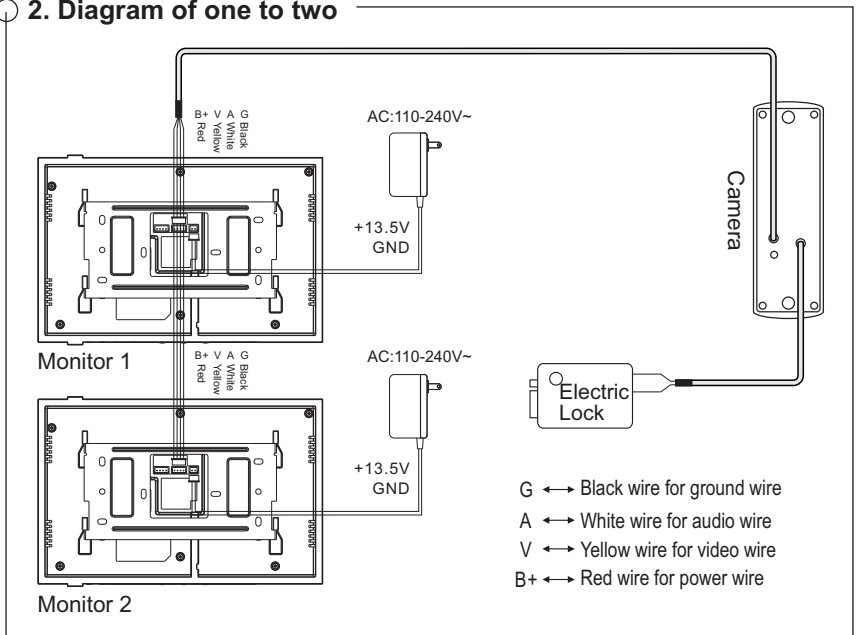 2. Diagram of one to two
B+ Red
V Yellow
A White
G Black
AC:110-240V~
+13.5V
GND
Camera
Monitor 1
B+ Red
V Yellow
A White
G Black
AC:110-240V~
Electric
Lock
+13.5V
GND
G ↔ Black wire for ground wire
A ↔ White wire for audio wire
V ↔ Yellow wire for video wire
B+ ↔ Red wire for power wire
Monitor 2